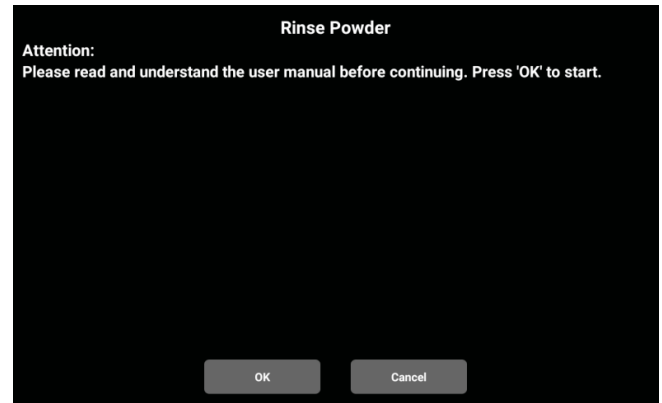 Rinse Powder
Attention:
Please read and understand the user manual before continuing. Press 'OK' to start.
OK
Cancel